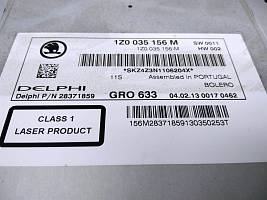 1Z0 035 156 M
SW 0011
1Z0 035 156 M
HW 002
*SKZ4Z3N1106204X*
11S
Assembled in PORTUGAL
BOLERO
DELPHI
Delphi P/N 28371859
GRO 633
04.02.13 0017 0462
CLASS 1
LASER PRODUCT
156M28371859130350253T